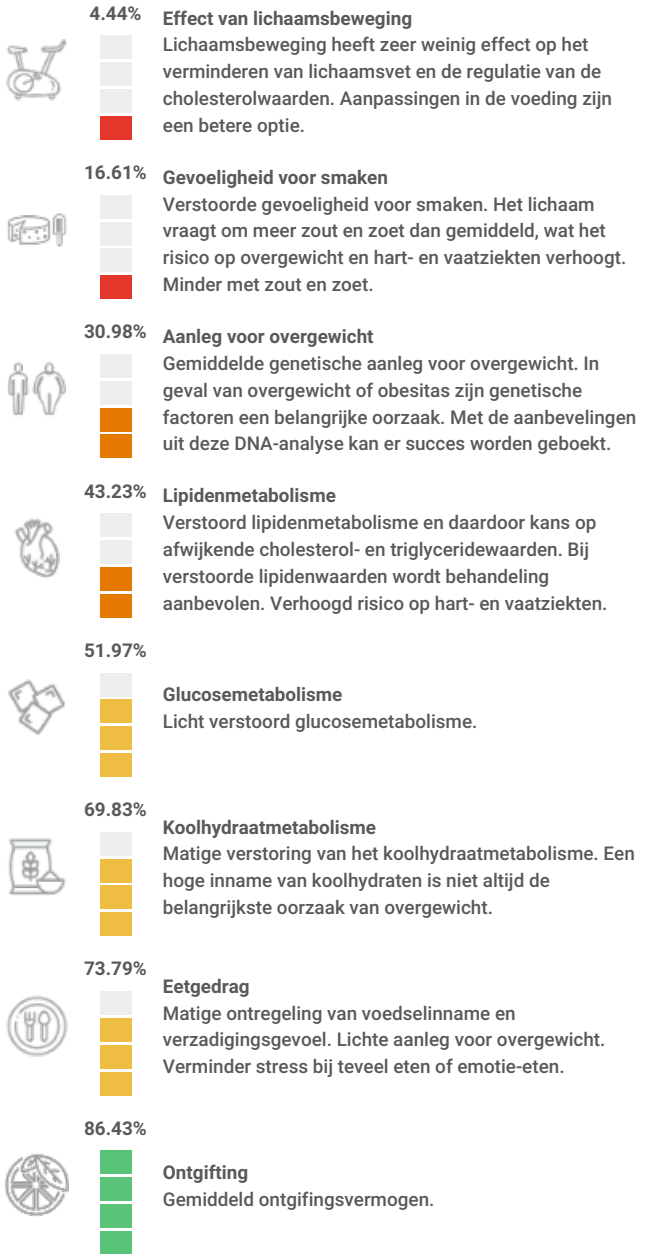 4.44%
Effect van lichaamsbeweging
Lichaamsbeweging heeft zeer weinig effect op het
verminderen van lichaamsvet en de regulatie van de
cholesterolwaarden. Aanpassingen in de voeding zijn
een betere optie.
16.61%
Gevoeligheid voor smaken
Verstoorde gevoeligheid voor smaken. Het lichaam
vraagt om meer zout en zoet dan gemiddeld, wat het
risico op overgewicht en hart- en vaatziekten verhoogt.
Minder met zout en zoet.
30.98%
Aanleg voor overgewicht
Gemiddelde genetische aanleg voor overgewicht. In
geval van overgewicht of obesitas zijn genetische
factoren een belangrijke oorzaak. Met de aanbevelingen
uit deze DNA-analyse kan er succes worden geboekt.
43.23%
Lipidenmetabolisme
Verstoord lipidenmetabolisme en daardoor kans op
afwijkende cholesterol- en triglyceridewaarden. Bij
verstoorde lipidenwaarden wordt behandeling
aanbevolen. Verhoogd risico op hart- en vaatziekten.
51.97%
Glucosemetabolisme
Licht verstoord glucosemetabolisme.
69.83%
Koolhydraatmetabolisme
Matige verstoring van het koolhydraatmetabolisme. Een
hoge inname van koolhydraten is niet altijd de
belangrijkste oorzaak van overgewicht.
73.79%
Eetgedrag
Matige ontregeling van voedselinname en
verzadigingsgevoel. Lichte aanleg voor overgewicht.
Verminder stress bij teveel eten of emotie-eten.
86.43%
Ontgifting
Gemiddeld ontgifingsvermogen.